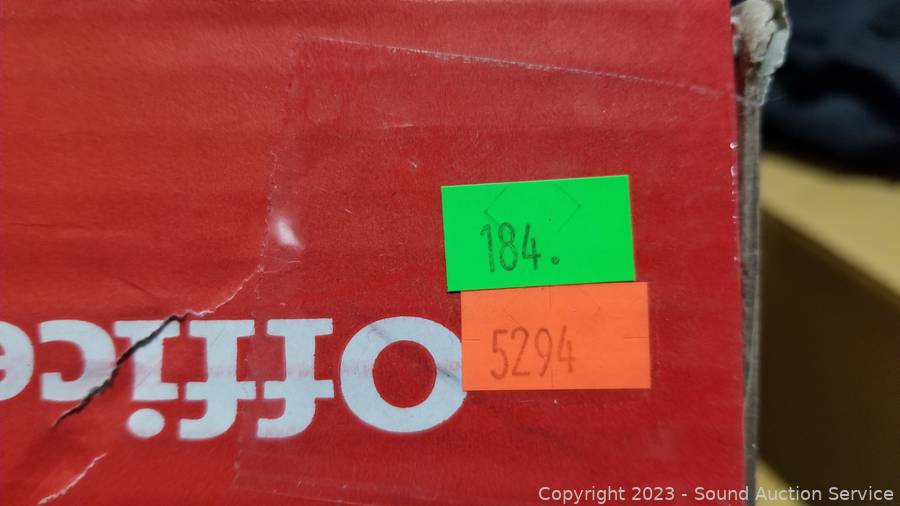 184.
5294
Office
Copyright 2023 - Sound Auction Service